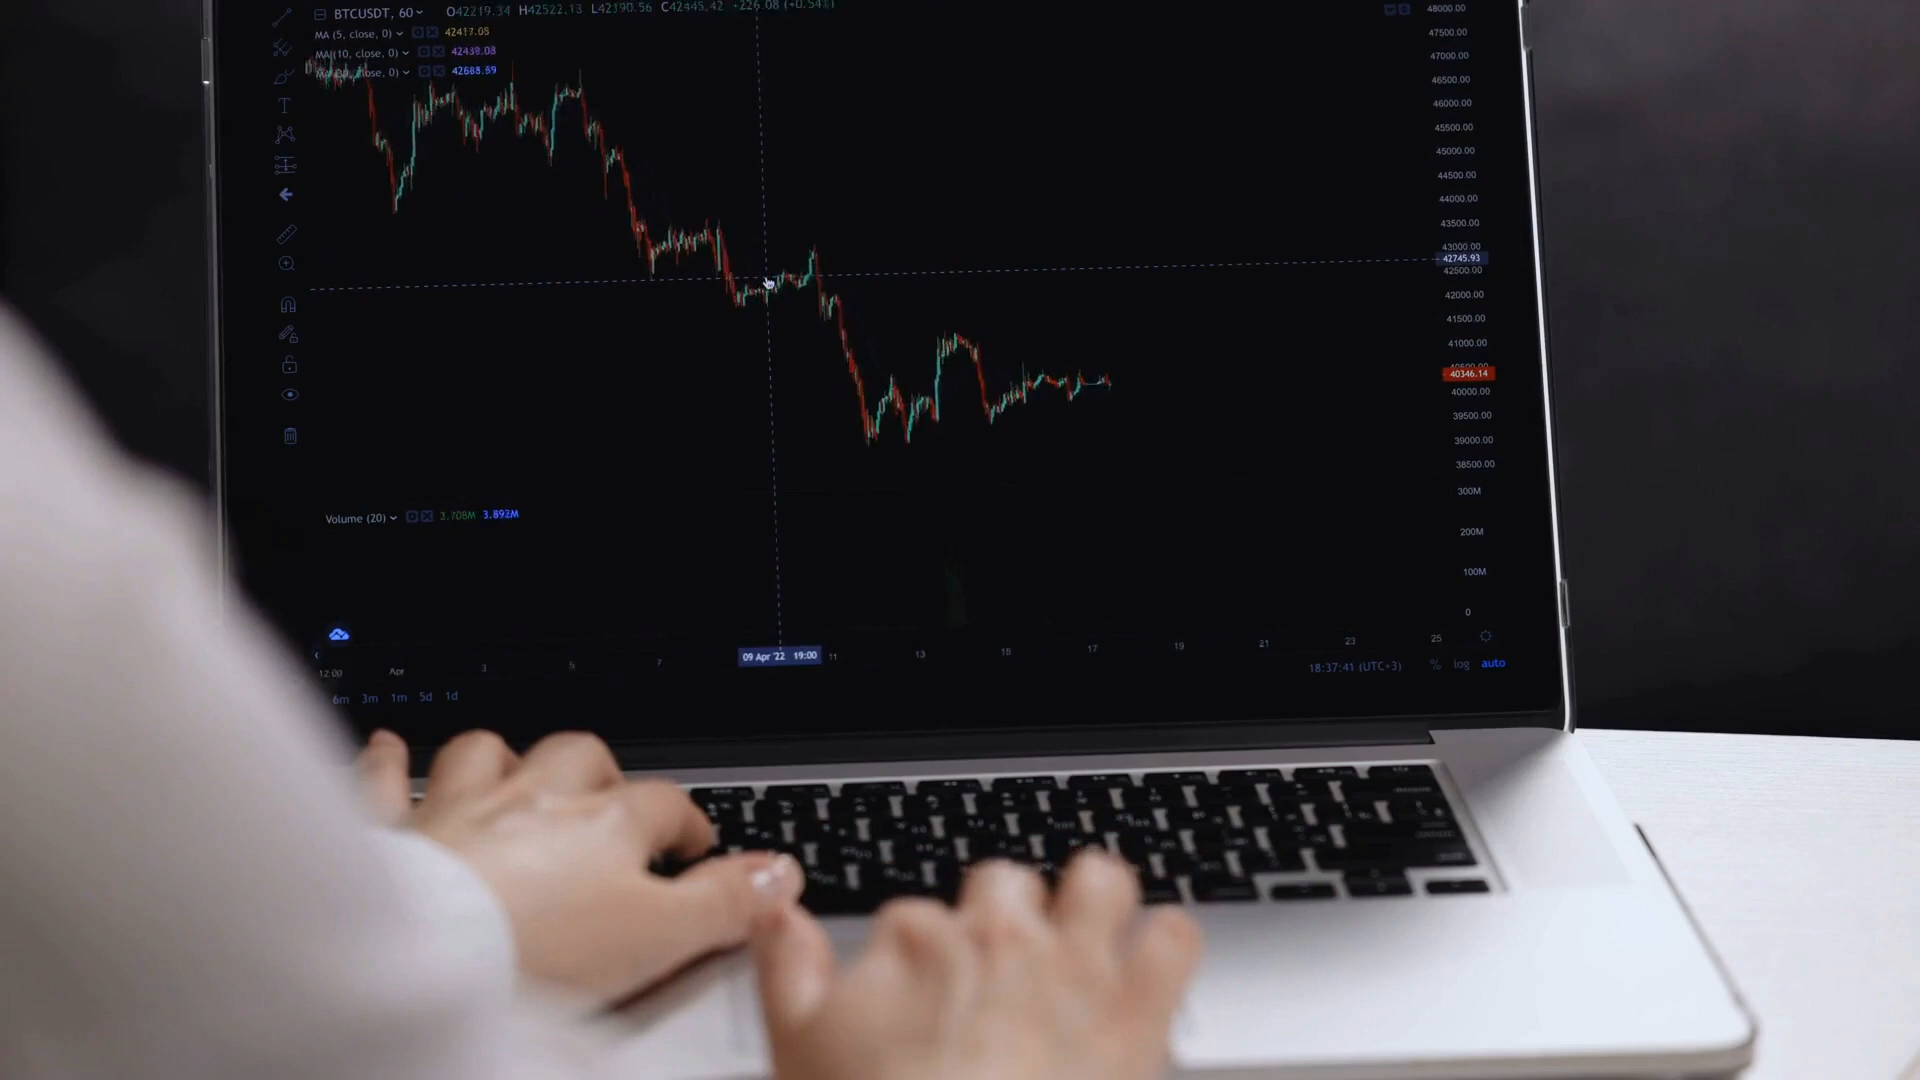 BTCUSDT, 60 O42219.34 H42522.13 L42190.56 C42445.42 +226.08 (+0.54%)
MA (5, close, 0) 42417.08
MA (10, close, 0) 42439.08
close, 0) 42668.59
48000.00
47500.00
47000.00
46500.00
46000.00
45500.00
45000.00
44500.00
44000.00
43500.00
43000.00
42745.93
42500.00
42000.00
41500.00
41000.00
40346.14
40000.00
39500.00
39000.00
38500.00
Volume (20) 3.708M 3.892M
300M
200M
100M
0
12:00 Apr 3 5 7 09 Apr '22 19:00 11 13 15 17 19 21 23 25
6m 3m 1m 5d 1d
18:37:41 (UTC+3) % log auto